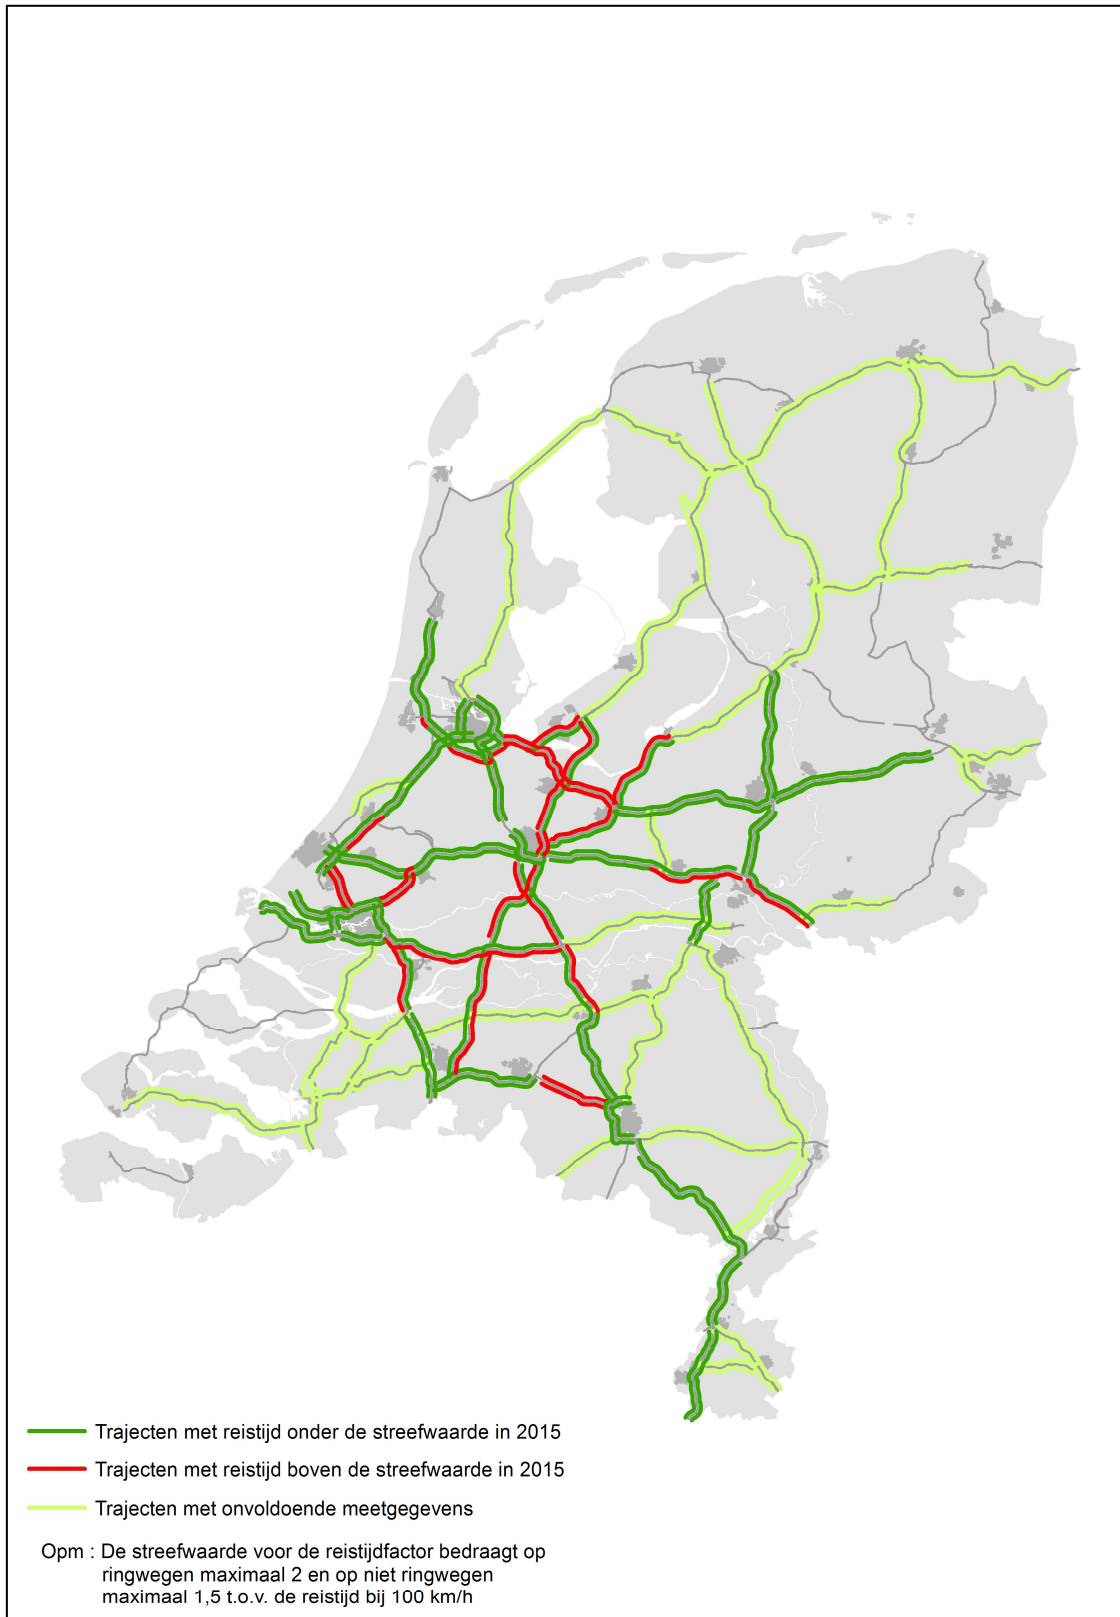 Trajecten met reistijd onder de streefwaarde in 2015
Trajecten met reistijd boven de streefwaarde in 2015
Trajecten met onvoldoende meetgegevens
Opm : De streefwaarde voor de reistijdfactor bedraagt op
ringwegen maximaal 2 en op niet ringwegen
maximaal 1,5 t.o.v. de reistijd bij 100 km/h